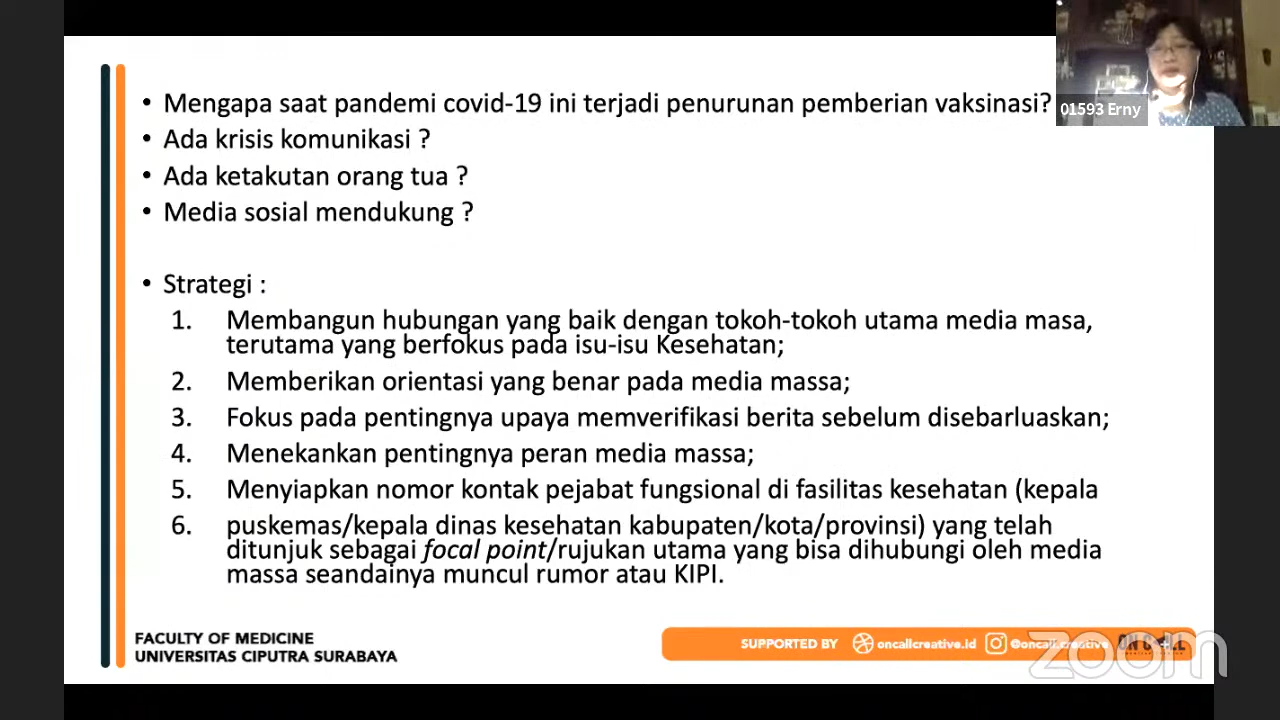 • Mengapa saat pandemi covid-19 ini terjadi penurunan pemberian vaksinasi?
• Ada krisis komunikasi ?
• Ada ketakutan orang tua ?
• Media sosial mendukung ?
• Strategi :
1. Membangun hubungan yang baik dengan tokoh-tokoh utama media masa,
terutama yang berfokus pada isu-isu Kesehatan;
2. Memberikan orientasi yang benar pada media massa;
3. Fokus pada pentingnya upaya memverifikasi berita sebelum disebarluaskan;
4. Menekankan pentingnya peran media massa;
5. Menyiapkan nomor kontak pejabat fungsional di fasilitas kesehatan (kepala
6. puskemas/kepala dinas kesehatan kabupaten/kota/provinsi) yang telah
ditunjuk sebagai focal point/rujukan utama yang bisa dihubungi oleh media
massa seandainya muncul rumor atau KIPI.
01593 Erny
FACULTY OF MEDICINE
UNIVERSITAS CIPUTRA SURABAYA
SUPPORTED BY oncallcreative.id @oncall.creative ON CALL
zoom